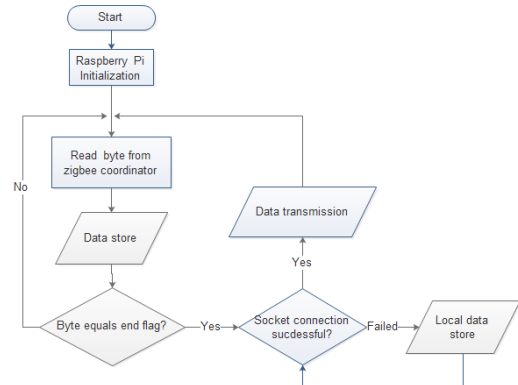 Start
Raspberry Pi
Initialization
Read byte from
zigbee coordinator
No
Data transmission
Data store
Yes
Byte equals end flag?
Yes
Socket connection
sucdessful?
Failed
Local data
store